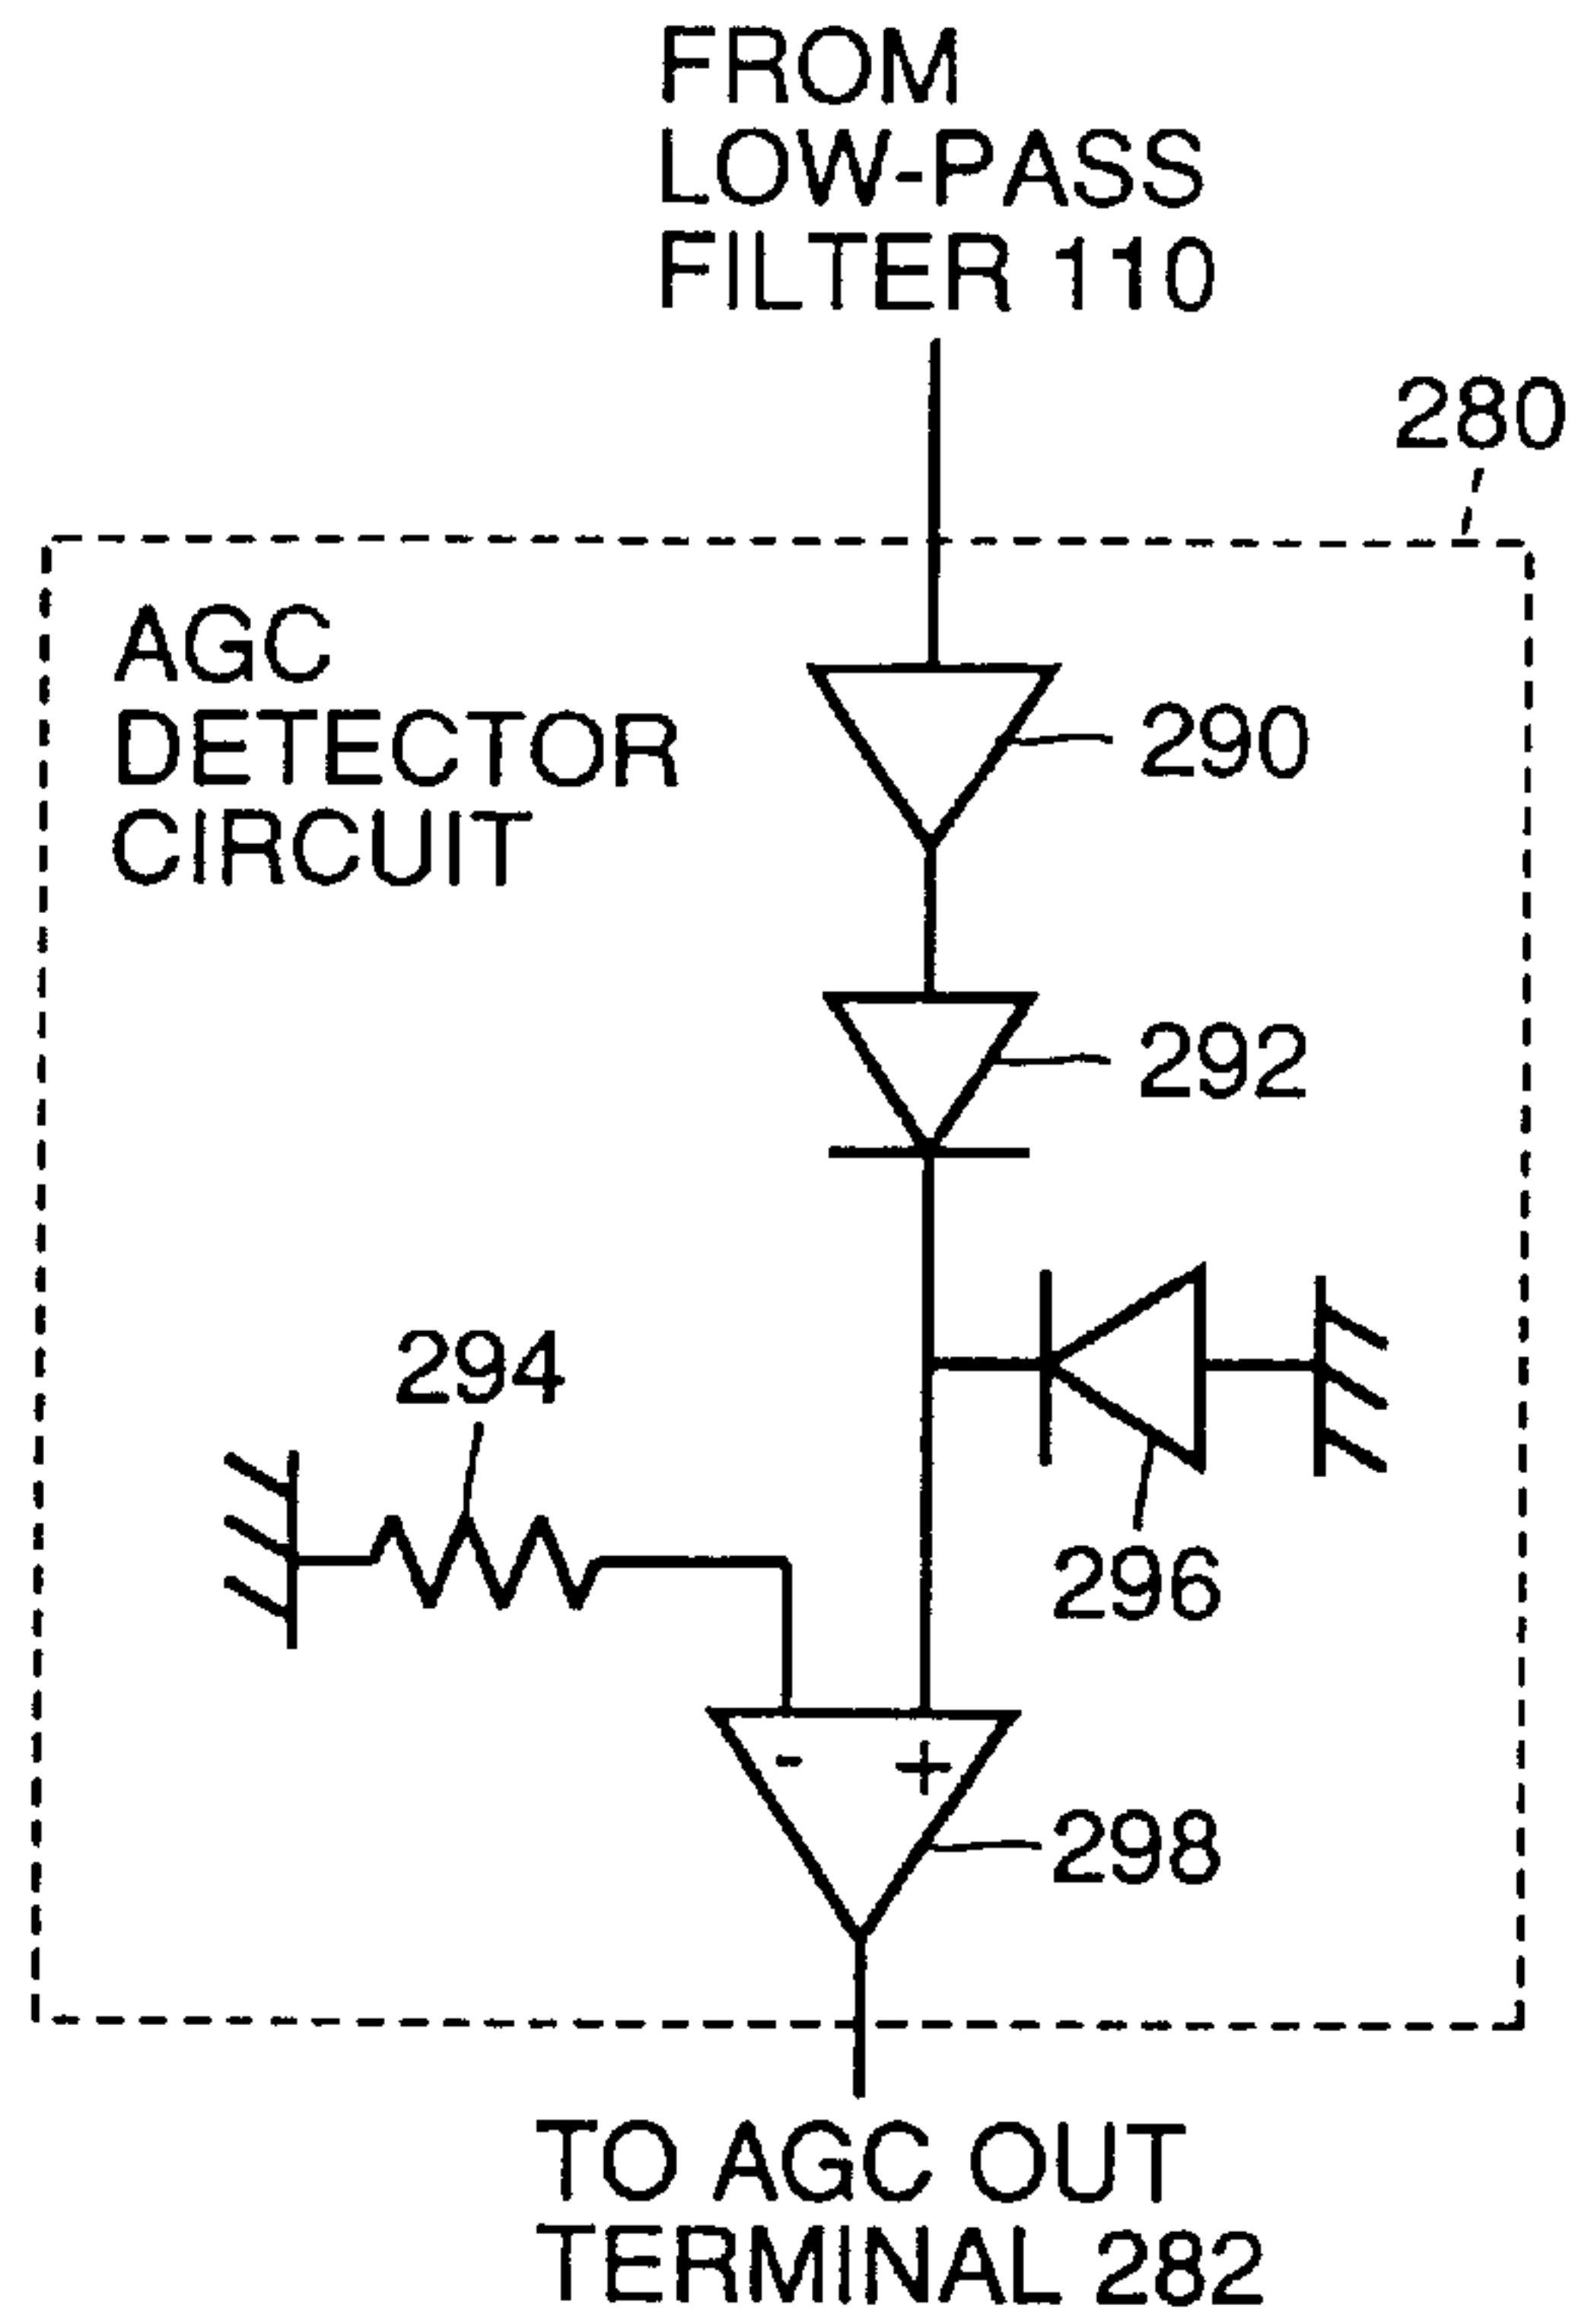 FROM
LOW-PASS
FILTER 110
280
AGC
DETECTOR
CIRCUIT
290
292
294
296
- +
298
TO AGC OUT
TERMINAL 282